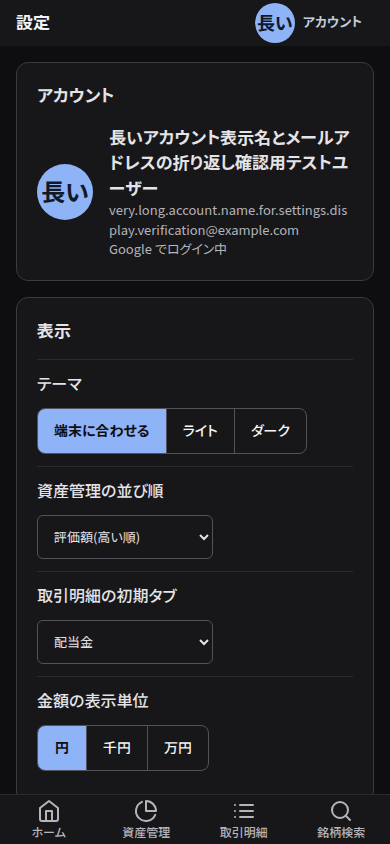 設定
長い アカウント
アカウント
長い
長いアカウント表示名とメールア
ドレスの折り返し確認用テストユ
ーザー
very.long.account.name.for.settings.dis
play.verification@example.com
Google でログイン中
表示
テーマ
端末に合わせる ライト ダーク
資産管理の並び順
評価額(高い順)
取引明細の初期タブ
配当金
金額の表示単位
円 千円 万円
ホーム 資産管理 取引明細 銘柄検索